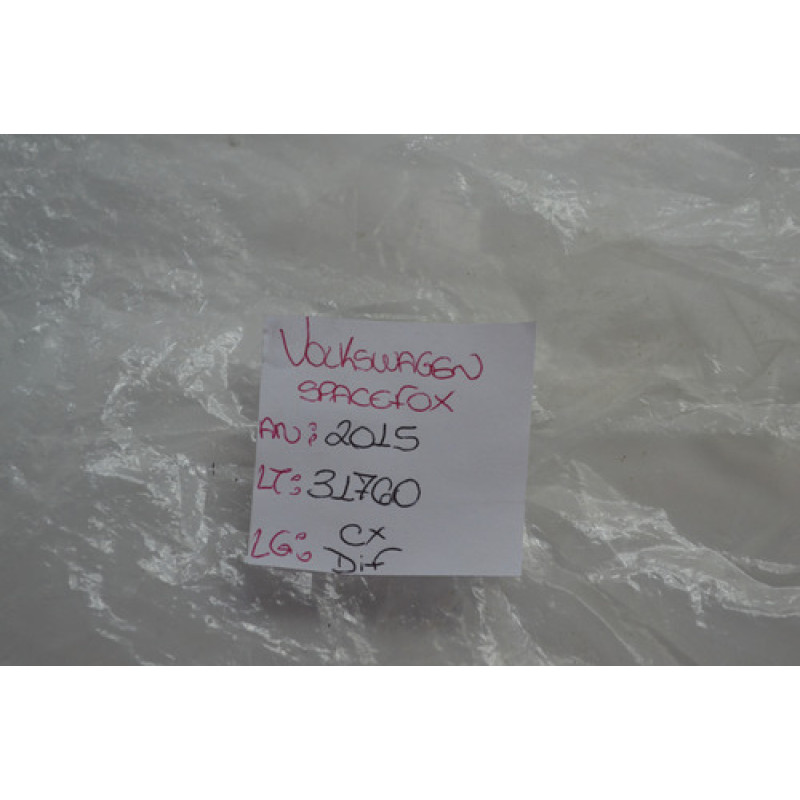 VOLKSWAGEN
SPACEFOX
AN: 2015
LT: 31760
LG: CX
Dif